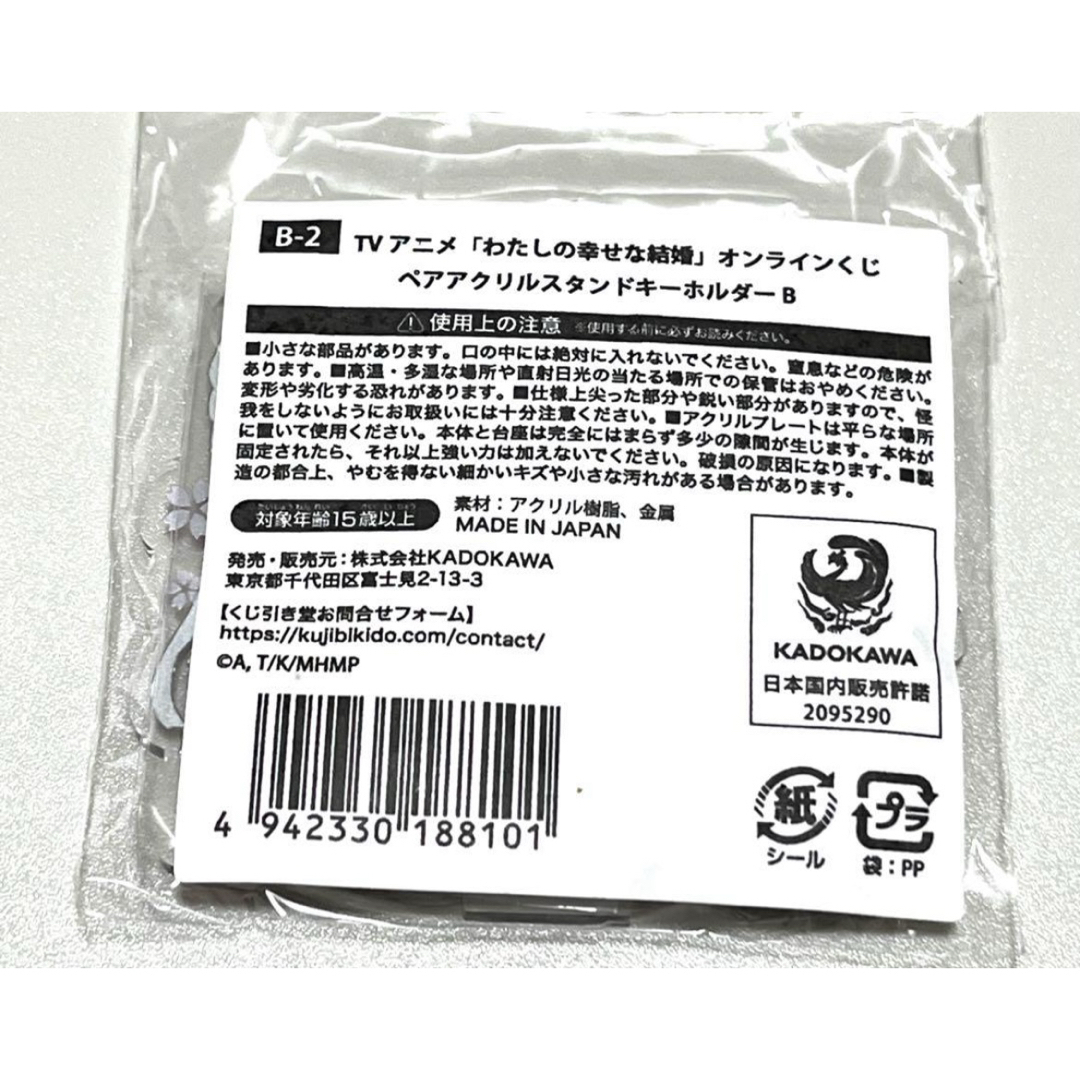 B-2
TVアニメ「わたしの幸せな結婚」オンラインくじ
ペアアクリルスタンドキーホルダーB
使用上の注意 ※使用する前に必ずお読みください。
■小さな部品があります。口の中には絶対に入れないでください。窒息などの危険が
あります。■高温・多湿な場所や直射日光の当たる場所での保管はおやめください。
変形や劣化する恐れがあります。■仕様上尖った部分や鋭い部分がありますので、怪
我をしないようにお取扱いには十分注意ください。■アクリルプレートは平らな場所
に置いて使用ください。本体と台座は完全にはまらず多少の隙間が生じます。本体が
固定されたら、それ以上強い力は加えないでください。破損の原因になります。■製
造の都合上、やむを得ない細かいキズや小さな汚れがある場合があります。
対象年齢15歳以上
素材：アクリル樹脂、金属
MADE IN JAPAN
発売・販売元：株式会社KADOKAWA
東京都千代田区富士見2-13-3
【くじ引き堂お問合せフォーム】
https://kujibikido.com/contact/
©A, T/K/MHMP
KADOKAWA
日本国内販売許諾
2095290
4 942330 188101
紙
シール
プラ
袋：PP